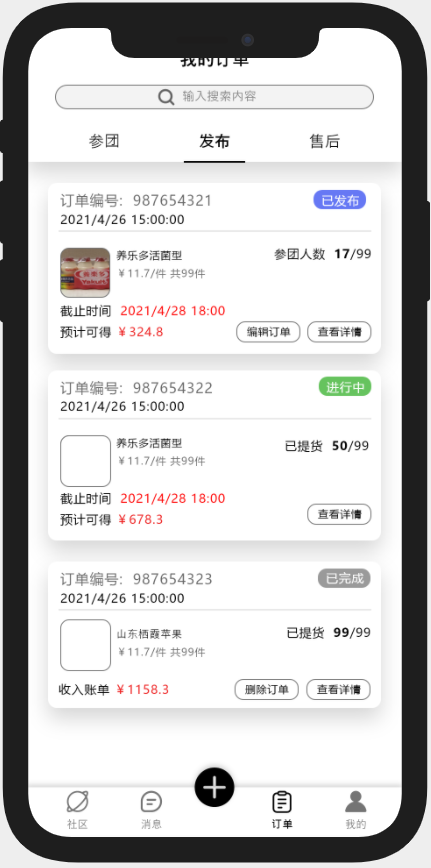 我的订单
输入搜索内容
参团 发布 售后
订单编号: 987654321 已发布
2021/4/26 15:00:00
养乐多活菌型 参团人数 17/99
¥11.7/件 共99件
截止时间 2021/4/28 18:00
预计可得 ¥324.8 编辑订单 查看详情
订单编号: 987654322 进行中
2021/4/26 15:00:00
养乐多活菌型 已提货 50/99
¥11.7/件 共99件
截止时间 2021/4/28 18:00
预计可得 ¥678.3 查看详情
订单编号: 987654323 已完成
2021/4/26 15:00:00
山东栖霞苹果 已提货 99/99
¥11.7/件 共99件
收入账单 ¥1158.3 删除订单 查看详情
社区 消息 订单 我的